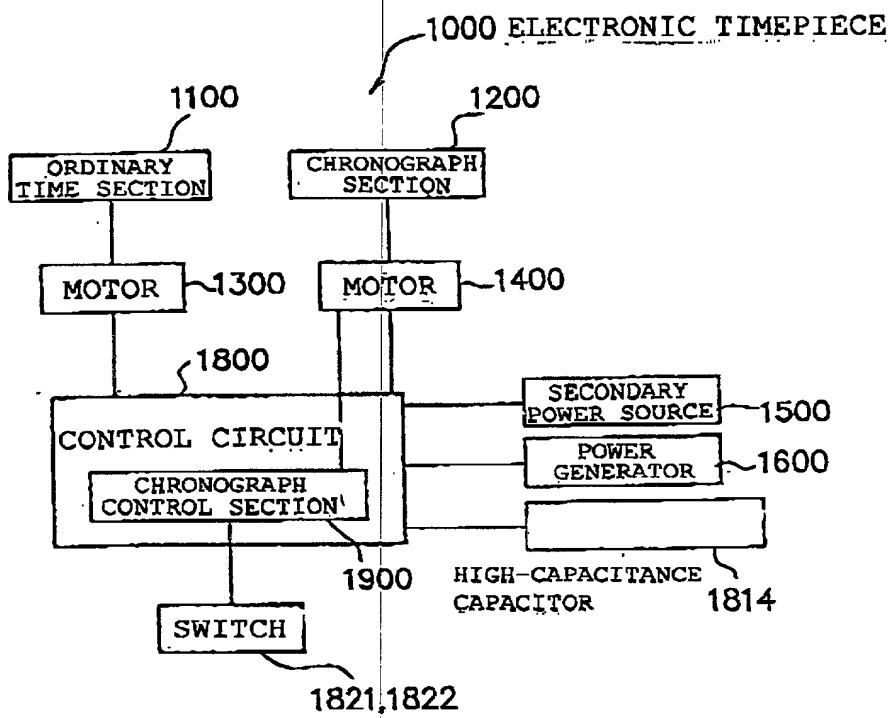 1000 ELECTRONIC TIMEPIECE
1100
1200
ORDINARY
TIME SECTION
CHRONOGRAPH
SECTION
MOTOR
1300
MOTOR
1400
1800
CONTROL CIRCUIT
SECONDARY
POWER SOURCE
1500
POWER
GENERATOR
1600
CHRONOGRAPH
CONTROL SECTION
1900
HIGH-CAPACITANCE
CAPACITOR
1814
SWITCH
1821,1822